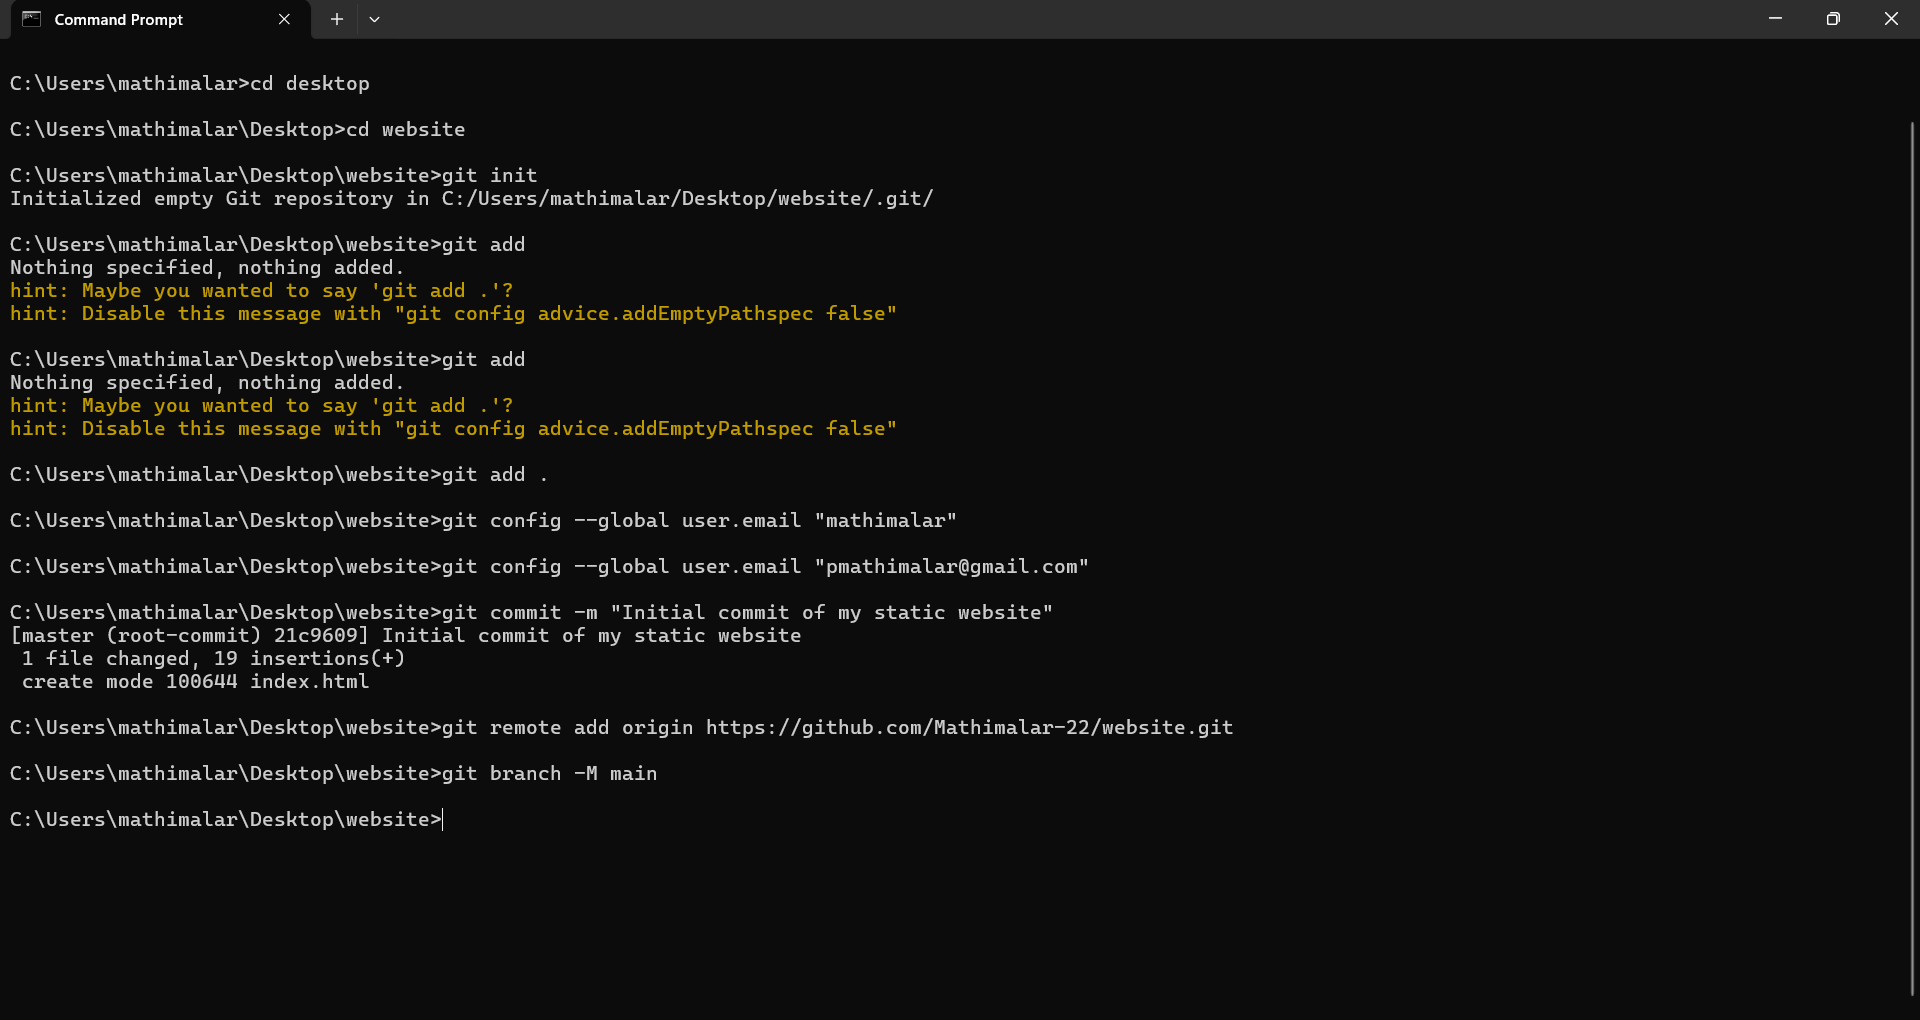 Command Prompt
C:\Users\mathimalar>cd desktop
C:\Users\mathimalar\Desktop>cd website
C:\Users\mathimalar\Desktop\website>git init
Initialized empty Git repository in C:/Users/mathimalar/Desktop/website/.git/
C:\Users\mathimalar\Desktop\website>git add
Nothing specified, nothing added.
hint: Maybe you wanted to say 'git add .'?
hint: Disable this message with "git config advice.addEmptyPathspec false"
C:\Users\mathimalar\Desktop\website>git add
Nothing specified, nothing added.
hint: Maybe you wanted to say 'git add .'?
hint: Disable this message with "git config advice.addEmptyPathspec false"
C:\Users\mathimalar\Desktop\website>git add .
C:\Users\mathimalar\Desktop\website>git config --global user.email "mathimalar"
C:\Users\mathimalar\Desktop\website>git config --global user.email "pmathimalar@gmail.com"
C:\Users\mathimalar\Desktop\website>git commit -m "Initial commit of my static website"
[master (root-commit) 21c9609] Initial commit of my static website
 1 file changed, 19 insertions(+)
 create mode 100644 index.html
C:\Users\mathimalar\Desktop\website>git remote add origin https://github.com/Mathimalar-22/website.git
C:\Users\mathimalar\Desktop\website>git branch -M main
C:\Users\mathimalar\Desktop\website>